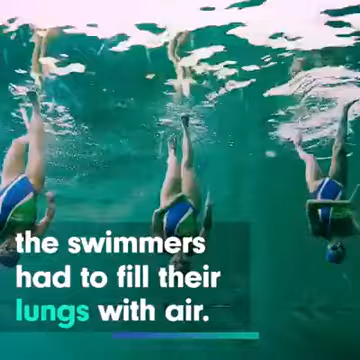 the swimmers
had to fill their
lungs with air.